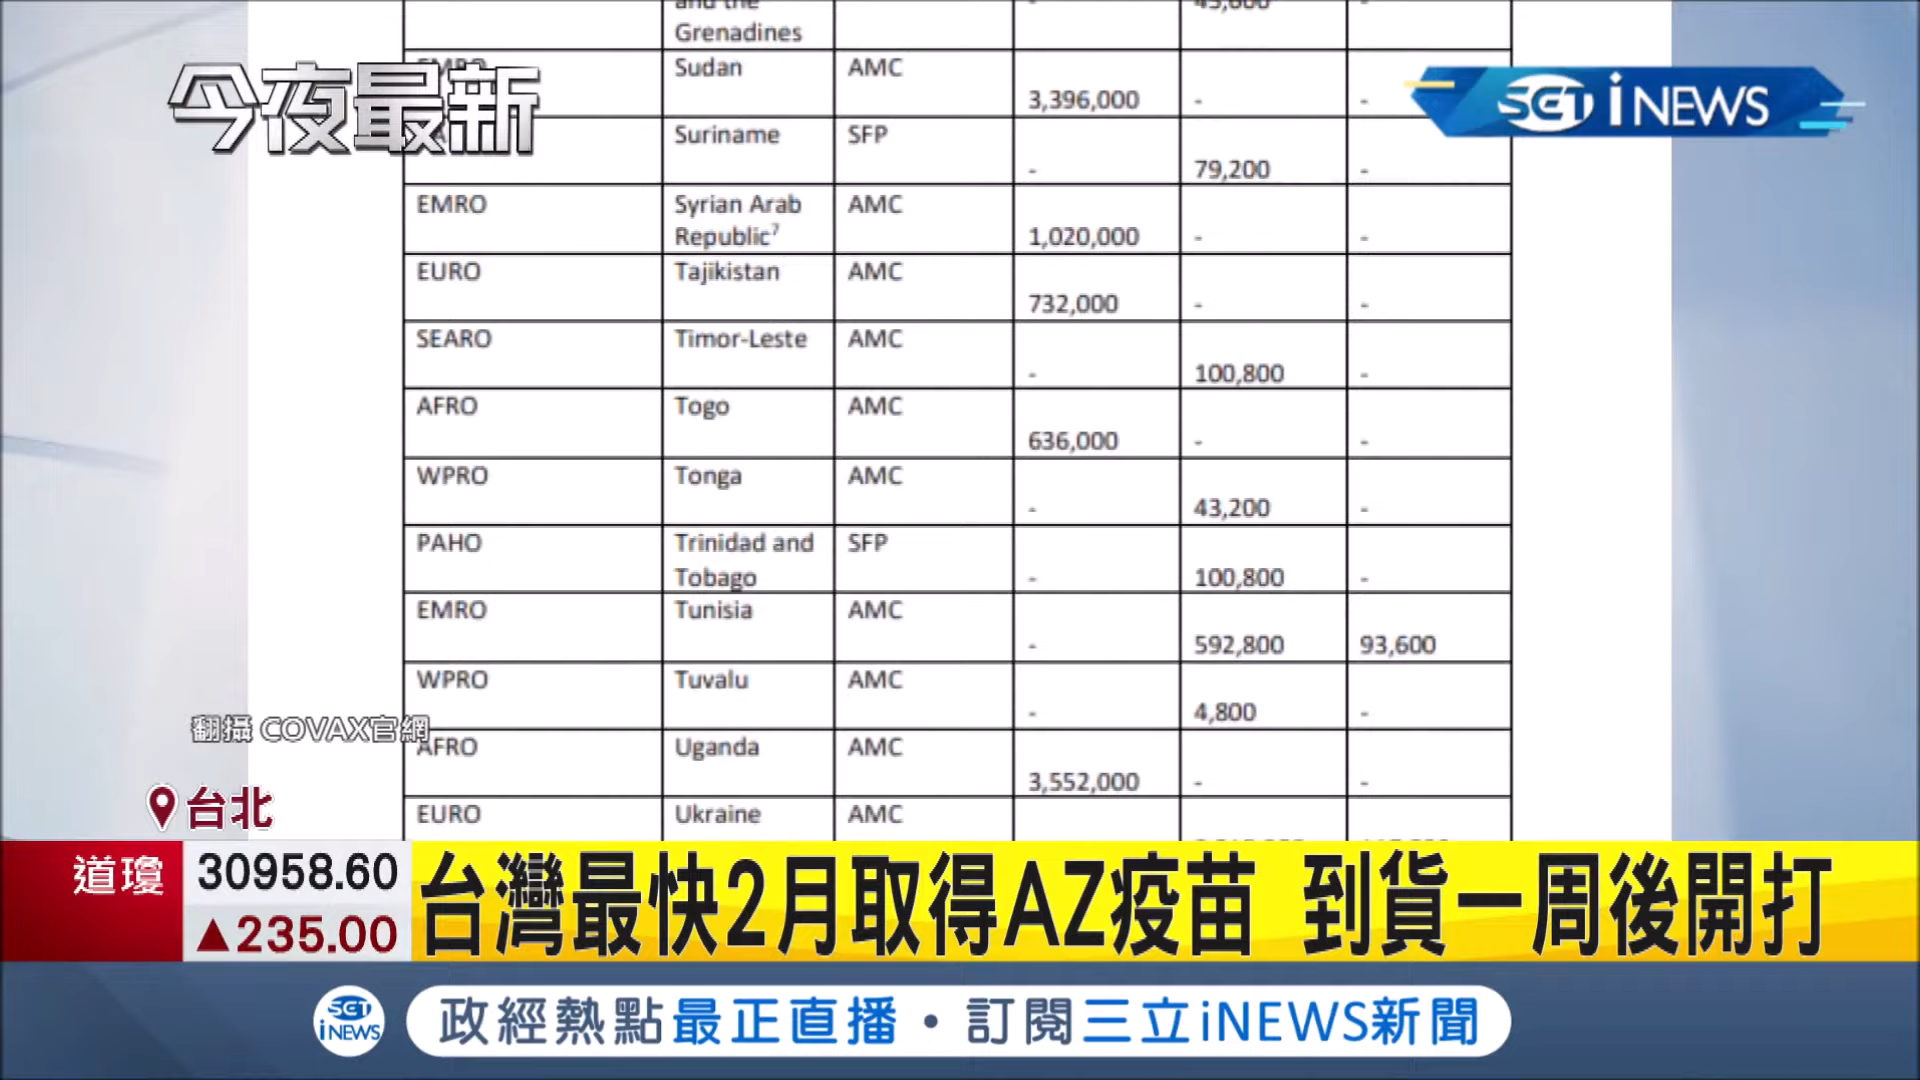 and the
Grenadines
今夜最新
SET iNEWS
Sudan AMC 3,396,000 - -
Suriname SFP - 79,200 -
EMRO Syrian Arab Republic⁷ AMC 1,020,000 - -
EURO Tajikistan AMC 732,000 - -
SEARO Timor-Leste AMC - 100,800 -
AFRO Togo AMC 636,000 - -
WPRO Tonga AMC - 43,200 -
PAHO Trinidad and Tobago SFP - 100,800 -
EMRO Tunisia AMC - 592,800 93,600
WPRO Tuvalu AMC - 4,800 -
翻攝 COVAX官網
AFRO Uganda AMC 3,552,000 - -
EURO Ukraine AMC
台北
道瓊 30958.60
▲235.00
台灣最快2月取得AZ疫苗 到貨一周後開打
SET iNEWS
政經熱點最正直播・訂閱三立iNEWS新聞